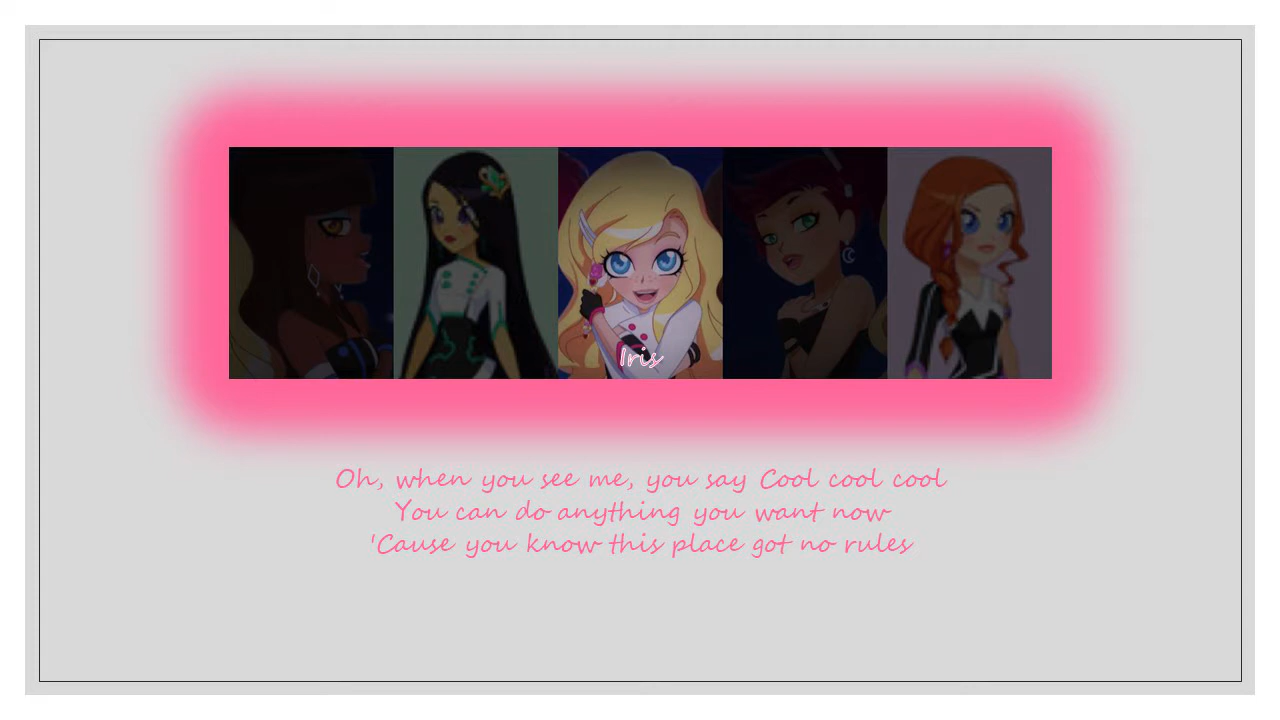 Iris
Oh, when you see me, you say Cool cool cool
You can do anything you want now
'Cause you know this place got no rules